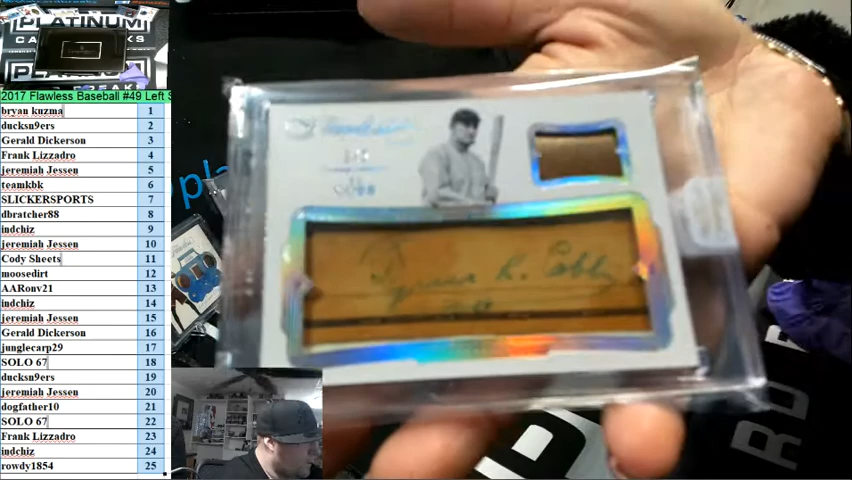 PLATINUM
2017 Flawless Baseball #49 Left S
bryan kuzma 1
ducksn9ers 2
Gerald Dickerson 3
Frank Lizzadro 4
jeremiah Jessen 5
teamkbk 6
SLICKERSPORTS 7
dbratcher88 8
indchiz 9
jeremiah Jessen 10
Cody Sheets 11
moosedirt 12
AARonv21 13
indchiz 14
jeremiah Jessen 15
Gerald Dickerson 16
junglecarp29 17
SOLO 67 18
ducksn9ers 19
jeremiah Jessen 20
dogfather10 21
SOLO 67 22
Frank Lizzadro 23
indchiz 24
rowdy1854 25